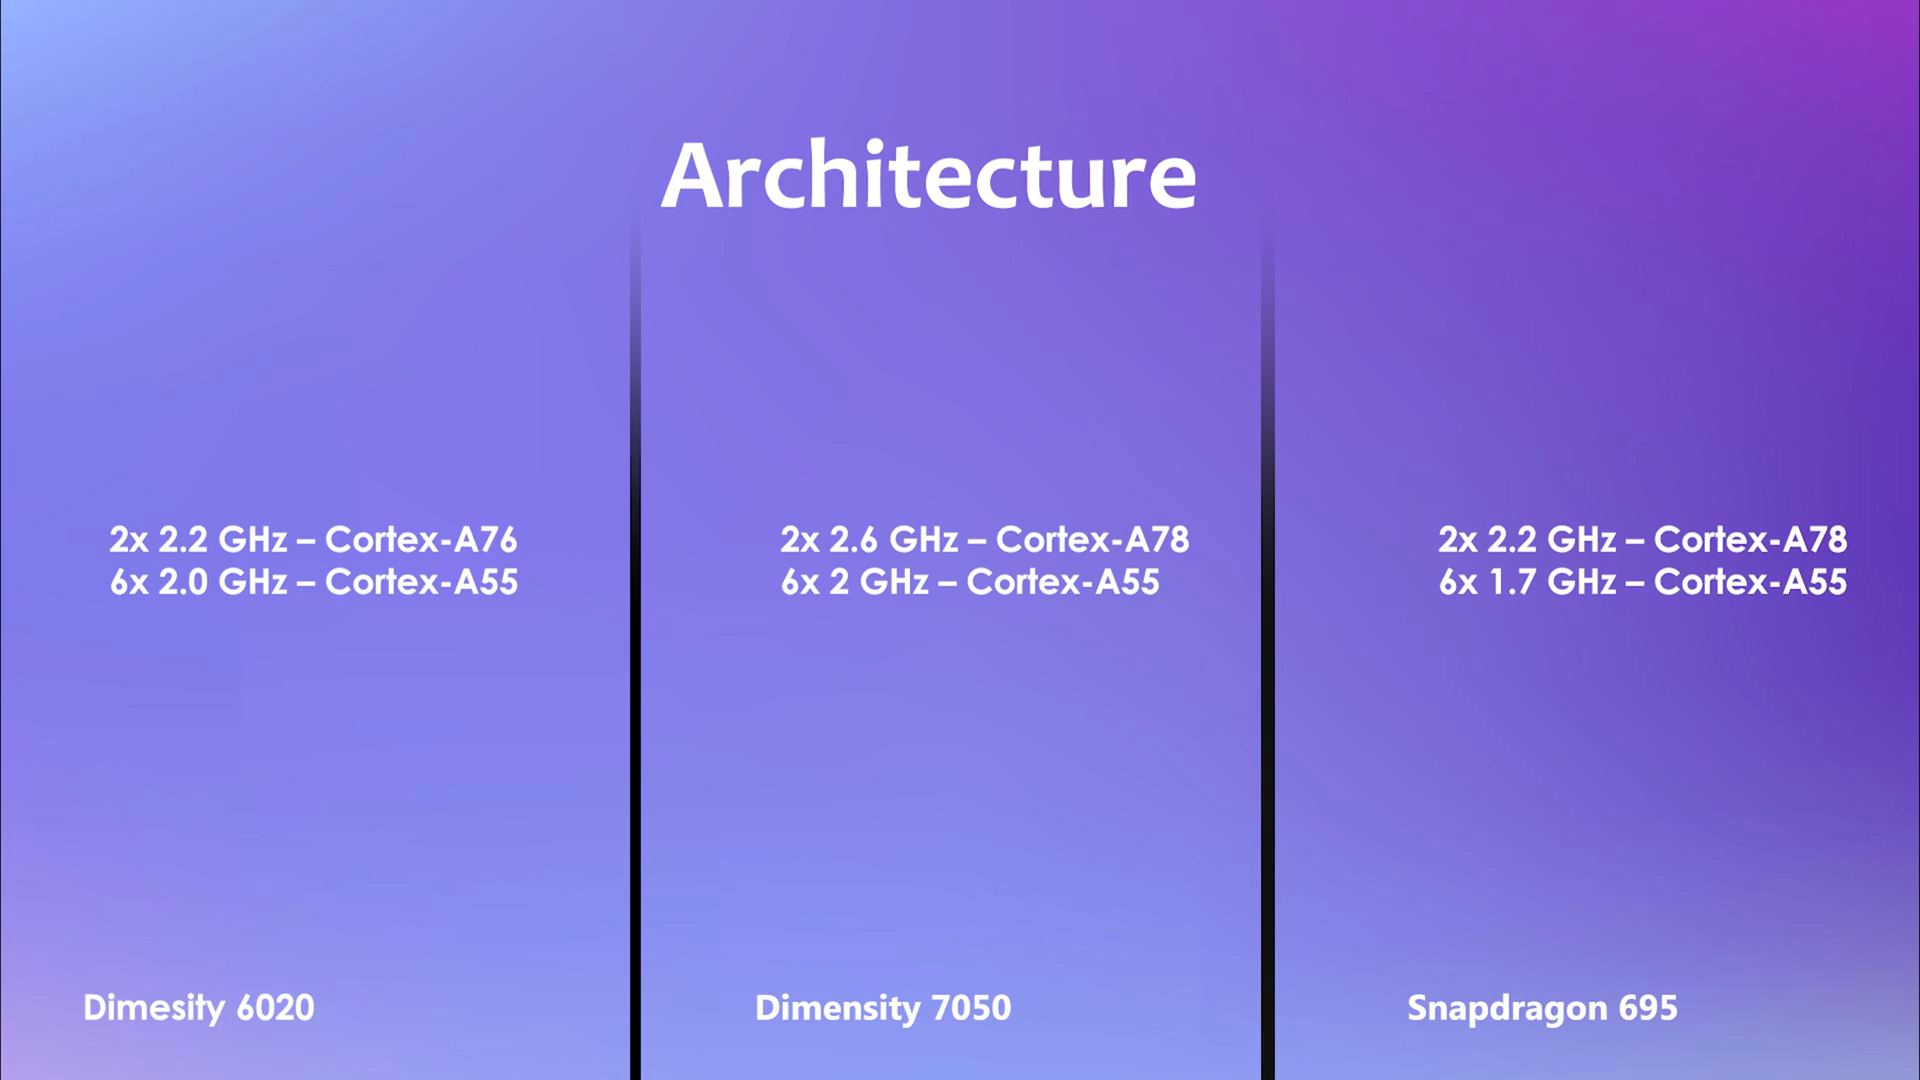 Architecture
2x 2.2 GHz – Cortex-A76
6x 2.0 GHz – Cortex-A55
2x 2.6 GHz – Cortex-A78
6x 2 GHz – Cortex-A55
2x 2.2 GHz – Cortex-A78
6x 1.7 GHz – Cortex-A55
Dimesity 6020
Dimensity 7050
Snapdragon 695